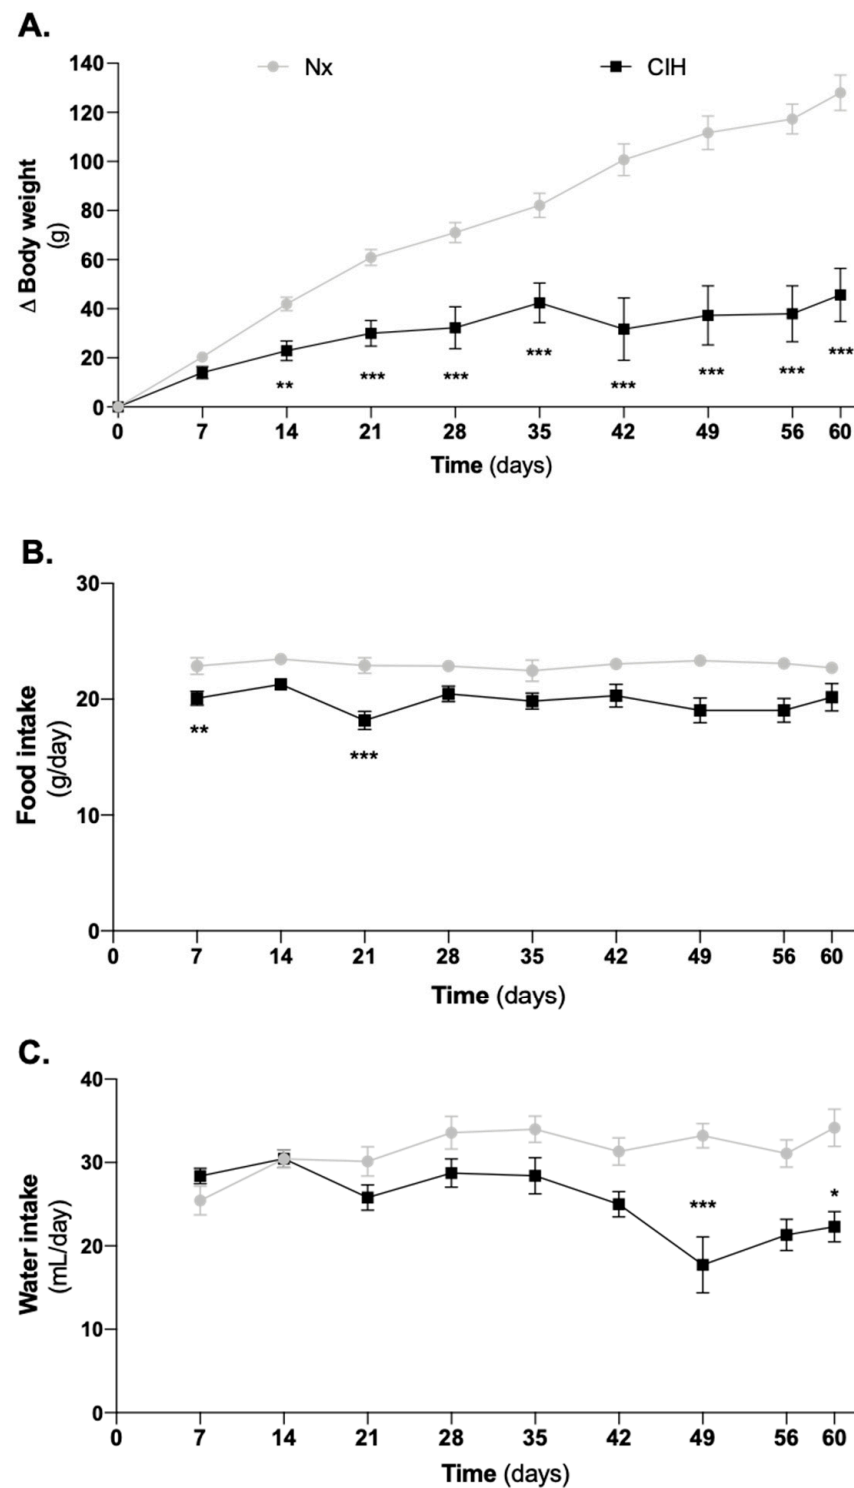 A.
Nx CIH
140
120
100
80
60
40
20
0
Δ Body weight
(g)
** *** *** *** *** *** *** ***
0 7 14 21 28 35 42 49 56 60
Time (days)
B.
30
20
10
0
Food intake
(g/day)
** ***
0 7 14 21 28 35 42 49 56 60
Time (days)
C.
40
30
20
10
0
Water intake
(mL/day)
*** *
0 7 14 21 28 35 42 49 56 60
Time (days)